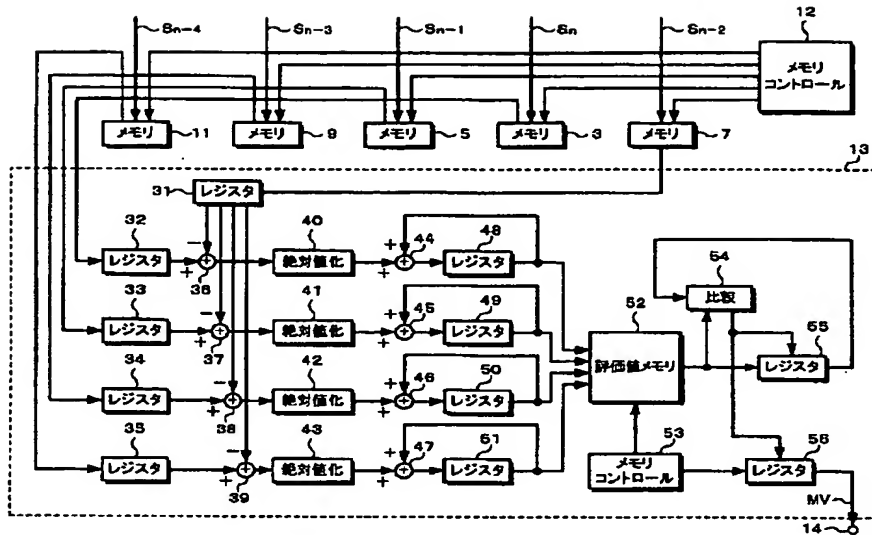 Sn-4
Sn-3
Sn-1
Sn
Sn-2
12
メモリ
コントロール
メモリ
11
メモリ
9
メモリ
5
メモリ
3
メモリ
7
13
31
レジスタ
32
レジスタ
−
+
36
40
絶対値化
+
+
44
48
レジスタ
33
レジスタ
−
+
37
41
絶対値化
+
+
45
49
レジスタ
34
レジスタ
−
+
38
42
絶対値化
+
+
46
50
レジスタ
35
レジスタ
−
+
39
43
絶対値化
+
+
47
51
レジスタ
52
評価値メモリ
53
メモリ
コントロール
54
比較
レジスタ
55
レジスタ
56
MV
14